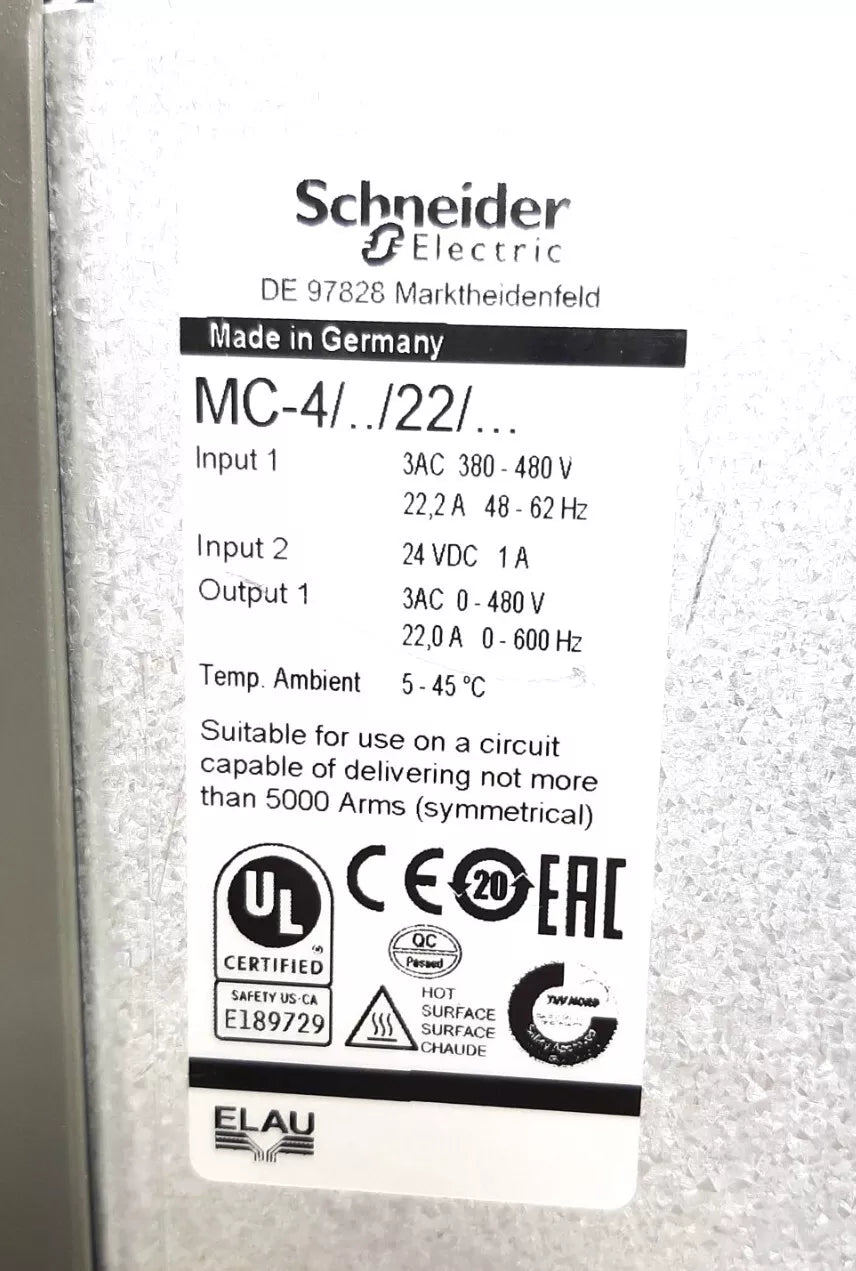 Schneider
Electric
DE 97828 Marktheidenfeld
Made in Germany
MC-4/../22/...
Input 1 3AC 380 - 480 V
22,2 A 48 - 62 Hz
Input 2 24 VDC 1 A
Output 1 3AC 0 - 480 V
22,0 A 0 - 600 Hz
Temp. Ambient 5 - 45 °C
Suitable for use on a circuit
capable of delivering not more
than 5000 Arms (symmetrical)
UL
®
CERTIFIED
SAFETY US-CA
E189729
CE
20
EAC
QC
Passed
HOT
SURFACE
SURFACE
CHAUDE
TUV NORD
ELAU